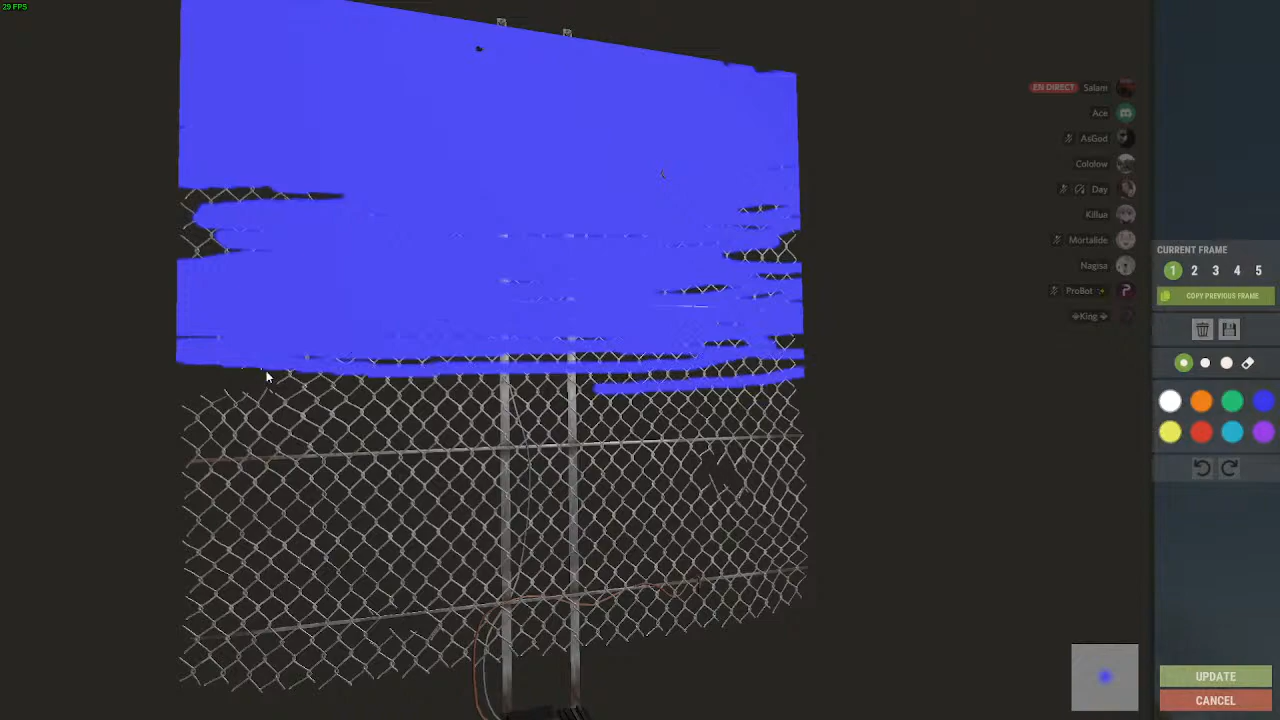 29 FPS
EN DIRECT Salam
Ace
AsGod
Cololow
Day
Killua
Mortalide
Nagisa
ProBot
King
CURRENT FRAME
1 2 3 4 5
COPY PREVIOUS FRAME
UPDATE
CANCEL